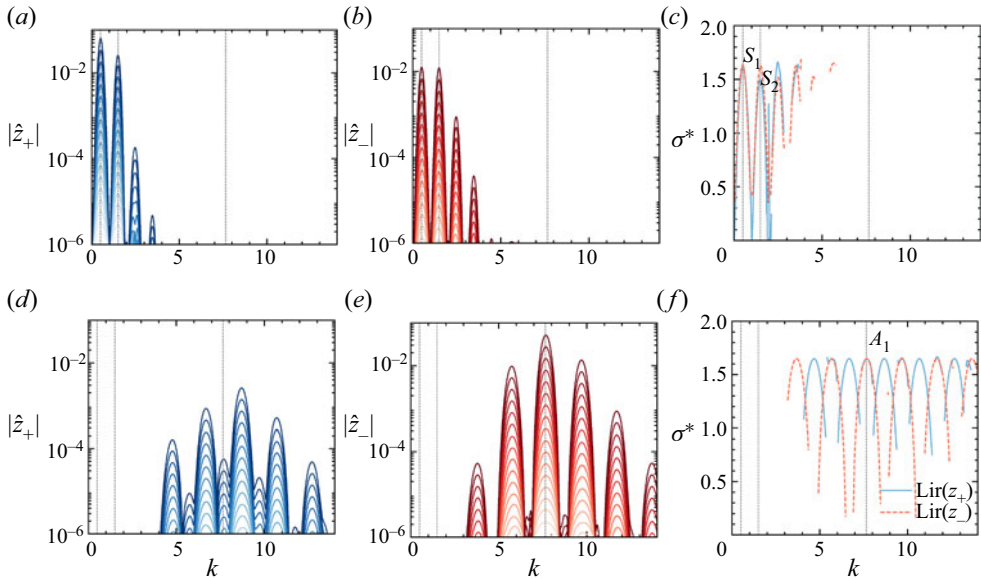 (a)
|ẑ₊|
10⁻²
10⁻⁴
10⁻⁶
0 5 10
(b)
|ẑ₋|
10⁻²
10⁻⁴
10⁻⁶
0 5 10
(c)
σ*
2.0
1.5
1.0
0.5
0
0 5 10
S₁
S₂
(d)
|ẑ₊|
10⁻²
10⁻⁴
10⁻⁶
0 5 10
k
(e)
|ẑ₋|
10⁻²
10⁻⁴
10⁻⁶
0 5 10
k
(f)
σ*
2.0
1.5
1.0
0.5
0
5 10
k
A₁
Lir(z₊)
Lir(z₋)